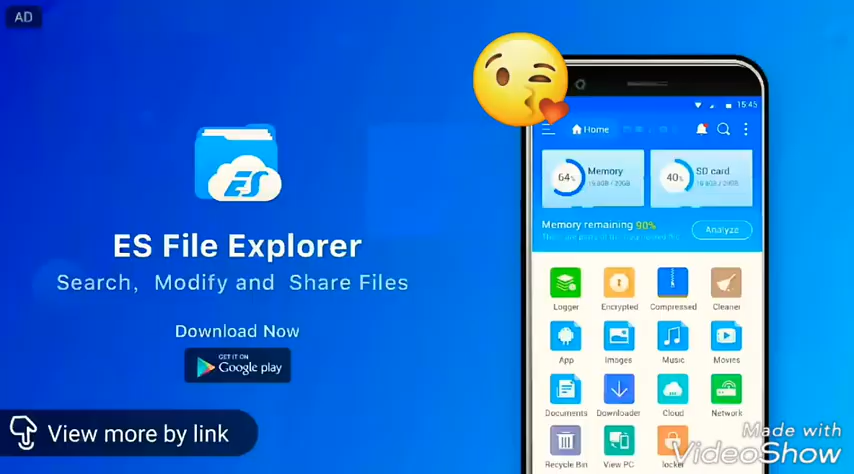 AD
ES
ES File Explorer
Search, Modify and Share Files
Download Now
GET IT ON
Google play
View more by link
15:45
Home
64%
Memory
40%
SD card
Memory remaining 90%
Analyze
Logger
Encrypted
Compressed
Cleaner
App
Images
Music
Movies
Documents
Downloader
Cloud
Network
Recycle Bin
View PC
locker
Made with
VideoShow